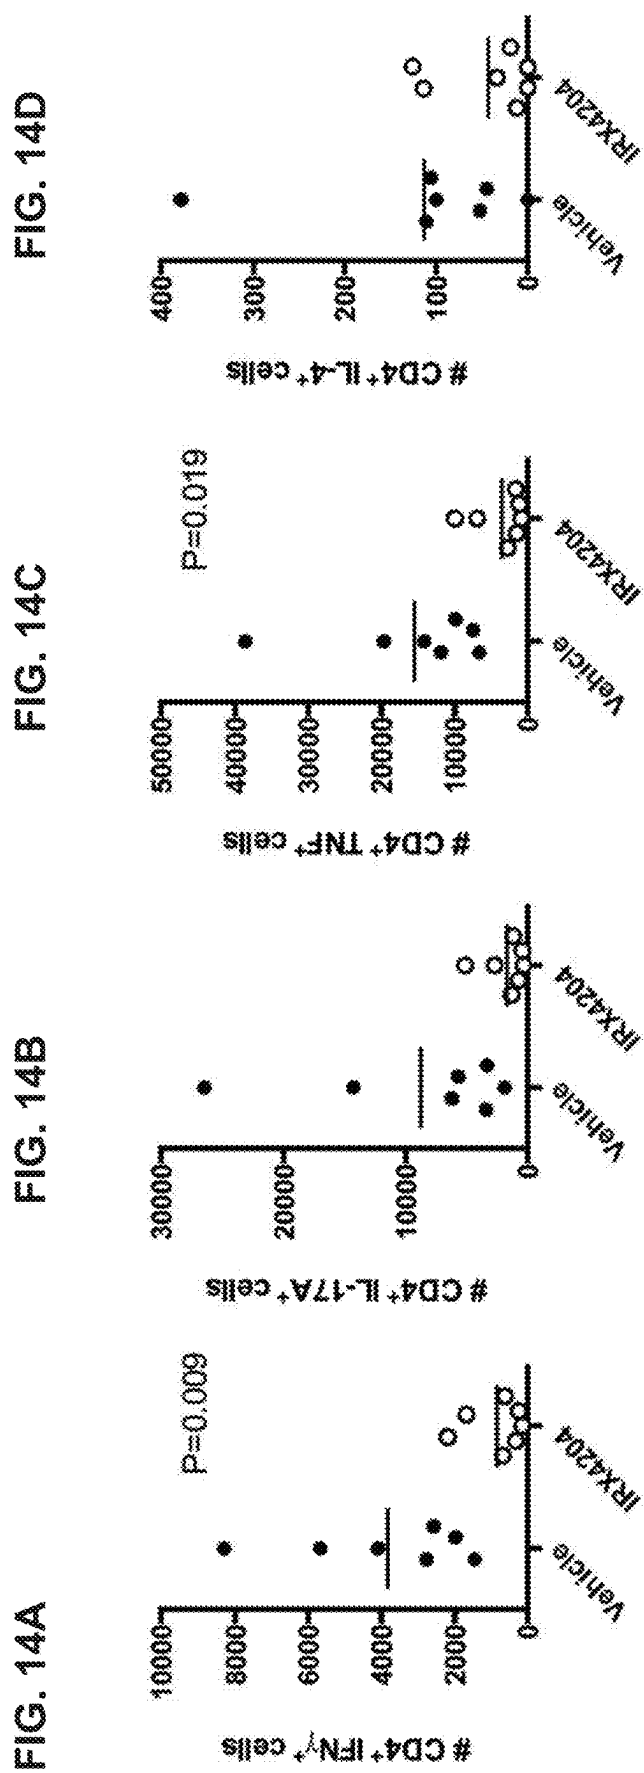 FIG. 14A
# CD4⁺ IFNγ⁺ cells
10000
8000
6000
4000
2000
0
P=0.009
Vehicle
IRX4204
FIG. 14B
# CD4⁺ IL-17A⁺ cells
30000
20000
10000
0
Vehicle
IRX4204
FIG. 14C
# CD4⁺ TNF⁺ cells
50000
40000
30000
20000
10000
0
P=0.019
Vehicle
IRX4204
FIG. 14D
# CD4⁺ IL-4⁺ cells
400
300
200
100
0
Vehicle
IRX4204